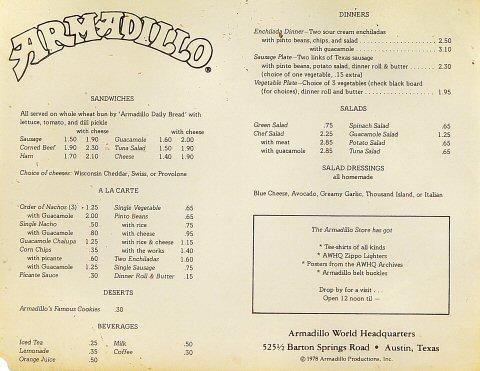 ARMADILLO®
SANDWICHES
All served on whole wheat bun by 'Armadillo Daily Bread' with
lettuce, tomato, and dill pickle
with cheese with cheese
Sausage 1.50 1.90 Guacamole 1.60 2.00
Corned Beef 1.90 2.30 Tuna Salad 1.50 1.90
Ham 1.70 2.10 Cheese 1.40 1.90
Choice of cheeses: Wisconsin Cheddar, Swiss, or Provolone
A LA CARTE
Order of Nachos (3) • 1.25 Single Vegetable .65
with Guacamole 2.00 Pinto Beans .65
Single Nacho .50 with rice .75
with Guacamole .80 with cheese .95
Guacamole Chalupa 1.25 with rice & cheese 1.15
Corn Chips .35 with the works 1.40
with picante .60 Two Enchiladas 1.60
with Guacamole 1.25 Single Sausage .75
Picante Sauce .30 Dinner Roll & Butter .15
DESERTS
Armadillo's Famous Cookies .30
BEVERAGES
Iced Tea .25 Milk .50
Lemonade .35 Coffee .30
Orange Juice .50
DINNERS
Enchilada Dinner—Two sour cream enchiladas
with pinto beans, chips, and salad 2.50
with guacamole 3.10
Sausage Plate—Two links of Texas sausage
with pinto beans, potato salad, dinner roll & butter 2.30
(choice of one vegetable, .15 extra)
Vegetable Plate—Choice of 3 vegetables (check black board
(for choices), dinner roll and butter 1.95
SALADS
Green Salad .75 Spinach Salad .65
Chef Salad 2.25 Guacamole Salad 1.25
with meat 2.85 Potato Salad .65
with guacamole 2.85 Tuna Salad .65
SALAD DRESSINGS
all homemade
Blue Cheese, Avocado, Creamy Garlic, Thousand Island, or Italian
The Armadillo Store has got
* Tee-shirts of all kinds
* AWHQ Zippo Lighters
* Posters from the AWHQ Archives
* Armadillo belt buckles
Drop by for a visit . . .
Open 12 noon til —
Armadillo World Headquarters
525½ Barton Springs Road • Austin, Texas
© 1978 Armadillo Productions, Inc.